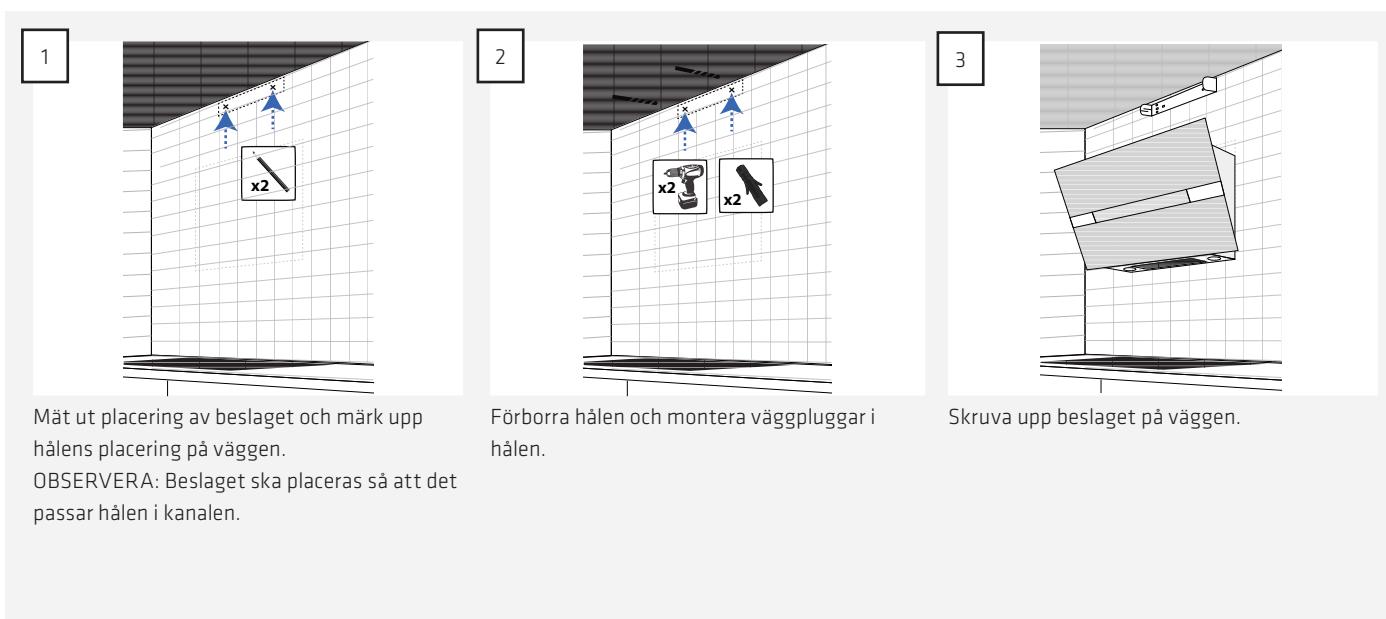 1
x2
Mät ut placering av beslaget och märk upp
hålens placering på väggen.
OBSERVERA: Beslaget ska placeras så att det
passar hålen i kanalen.
2
x2
x2
Förborra hålen och montera väggpluggar i
hålen.
3
Skruva upp beslaget på väggen.